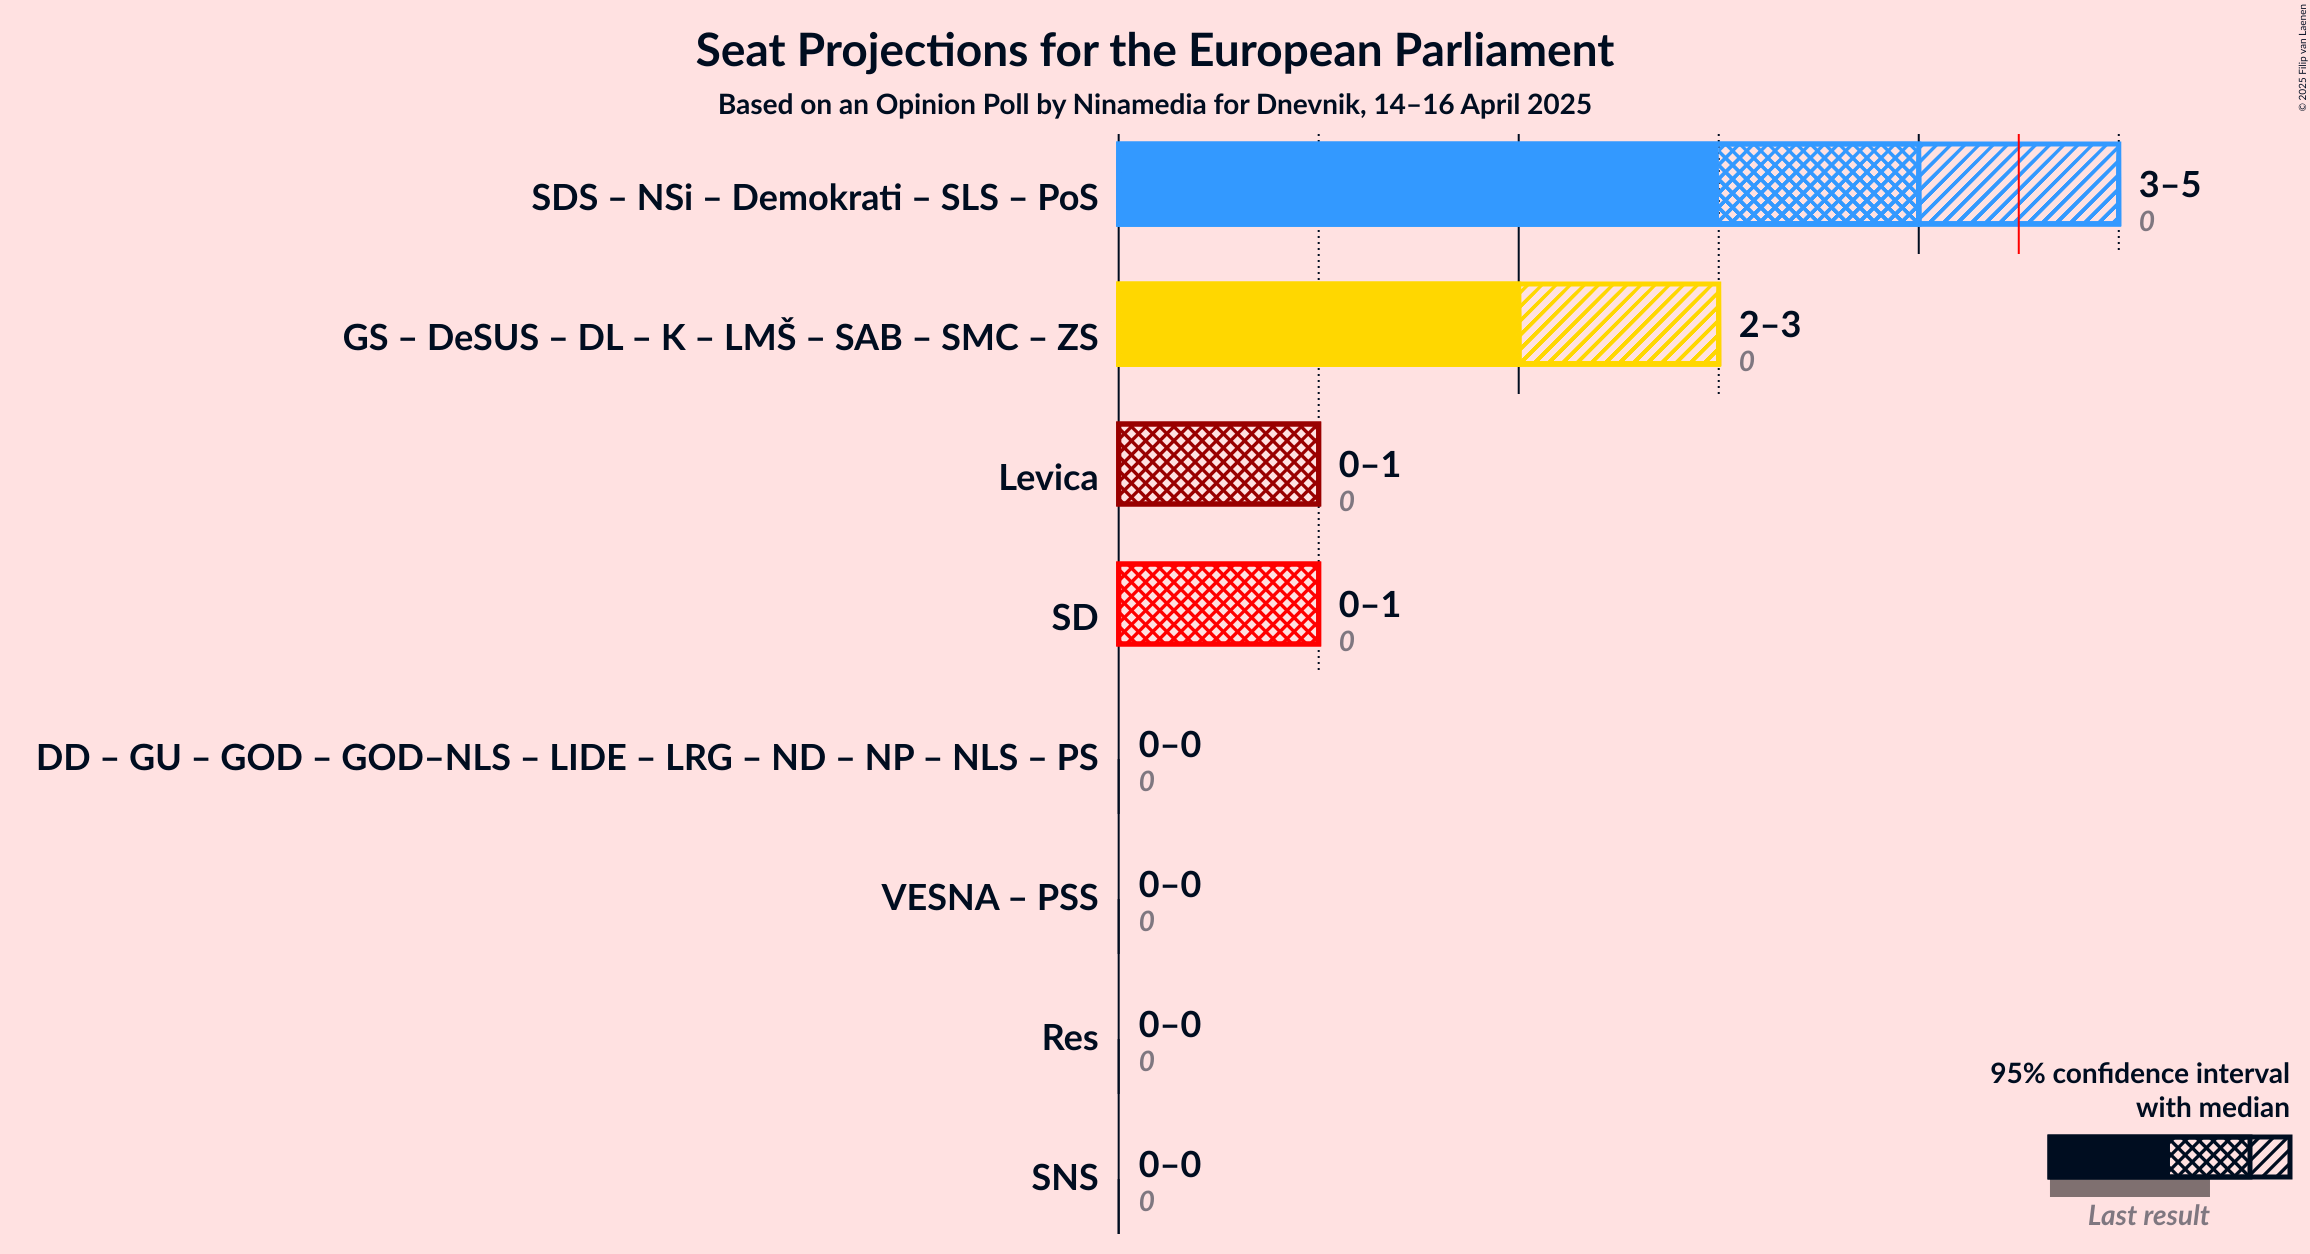 Seat Projections for the European Parliament
Based on an Opinion Poll by Ninamedia for Dnevnik, 14–16 April 2025
© 2025 Filip van Laenen
SDS – NSi – Demokrati – SLS – PoS
3–5
0
GS – DeSUS – DL – K – LMŠ – SAB – SMC – ZS
2–3
0
Levica
0–1
0
SD
0–1
0
DD – GU – GOD – GOD–NLS – LIDE – LRG – ND – NP – NLS – PS
0–0
0
VESNA – PSS
0–0
0
Res
0–0
0
SNS
0–0
0
95% confidence interval
with median
Last result